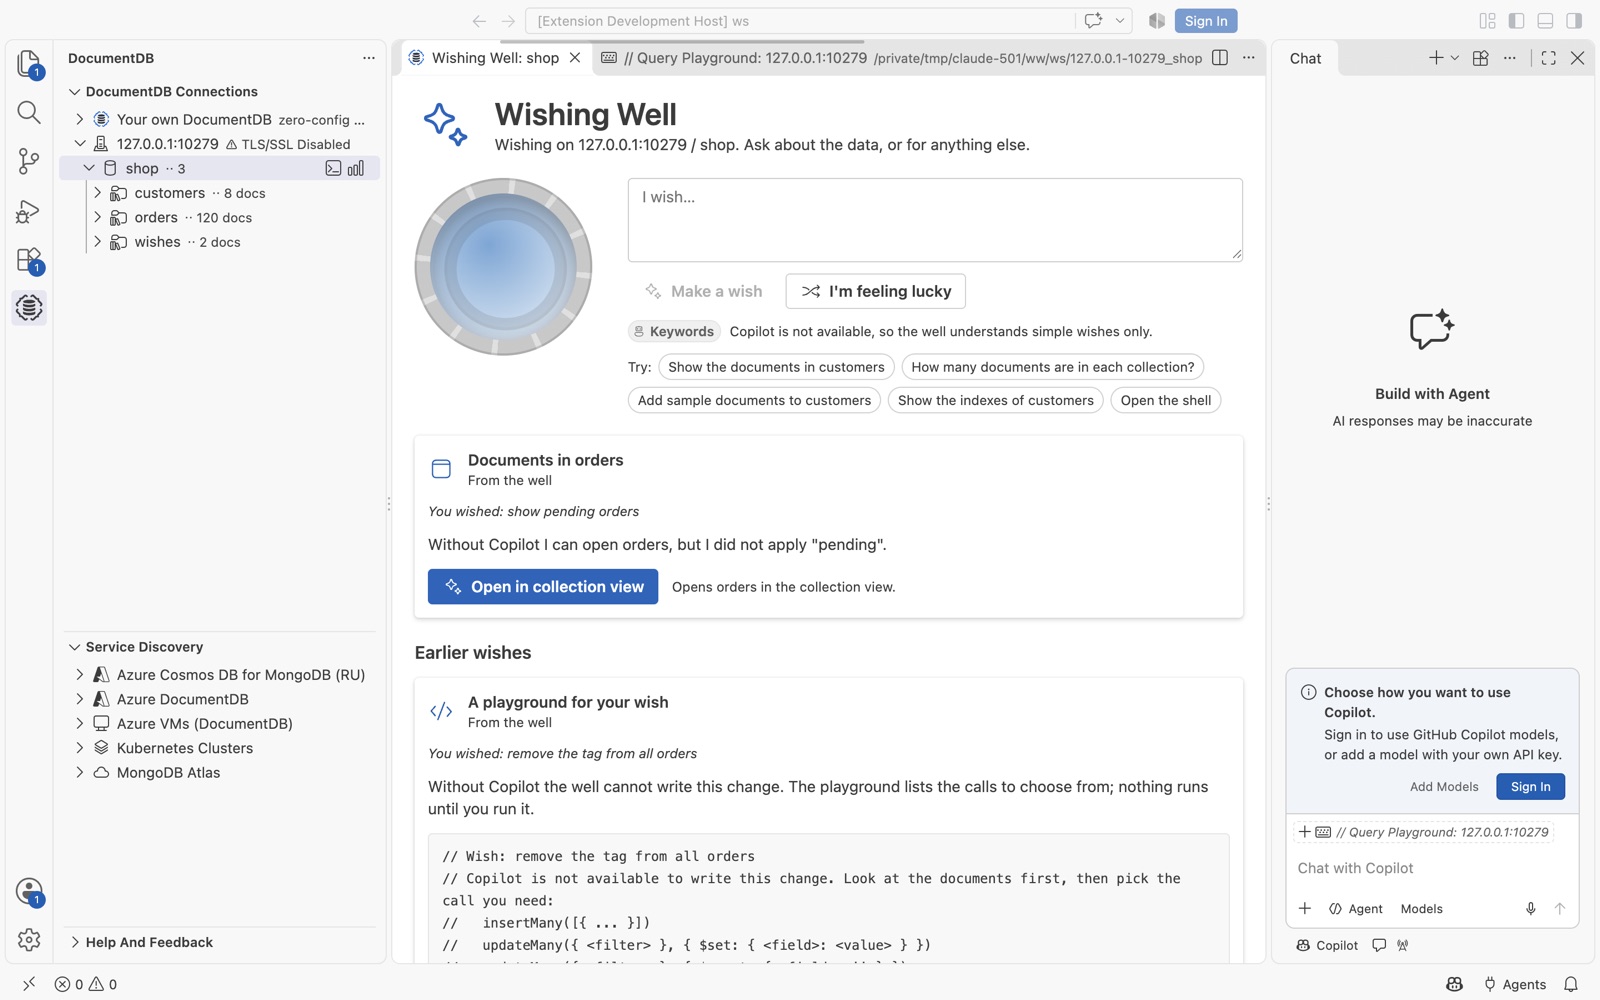 [Extension Development Host] ws
Sign In
1
1
1
DocumentDB
DocumentDB Connections
Your own DocumentDB zero-config ...
127.0.0.1:10279 ⚠ TLS/SSL Disabled
shop ·· 3
customers ·· 8 docs
orders ·· 120 docs
wishes ·· 2 docs
Service Discovery
Azure Cosmos DB for MongoDB (RU)
Azure DocumentDB
Azure VMs (DocumentDB)
Kubernetes Clusters
MongoDB Atlas
Help And Feedback
Wishing Well: shop
// Query Playground: 127.0.0.1:10279 /private/tmp/claude-501/ww/ws/127.0.0.1-10279_shop
Wishing Well
Wishing on 127.0.0.1:10279 / shop. Ask about the data, or for anything else.
I wish...
Make a wish
I'm feeling lucky
Keywords
Copilot is not available, so the well understands simple wishes only.
Try:
Show the documents in customers
How many documents are in each collection?
Add sample documents to customers
Show the indexes of customers
Open the shell
Documents in orders
From the well
You wished: show pending orders
Without Copilot I can open orders, but I did not apply "pending".
Open in collection view
Opens orders in the collection view.
Earlier wishes
A playground for your wish
From the well
You wished: remove the tag from all orders
Without Copilot the well cannot write this change. The playground lists the calls to choose from; nothing runs
until you run it.
// Wish: remove the tag from all orders
// Copilot is not available to write this change. Look at the documents first, then pick the
call you need:
//   insertMany([{ ... }])
//   updateMany({ <filter> }, { $set: { <field>: <value> } })
Chat
Build with Agent
AI responses may be inaccurate
Choose how you want to use
Copilot.
Sign in to use GitHub Copilot models,
or add a model with your own API key.
Add Models
Sign In
// Query Playground: 127.0.0.1:10279
Chat with Copilot
Agent
Models
Copilot
0
0
Agents